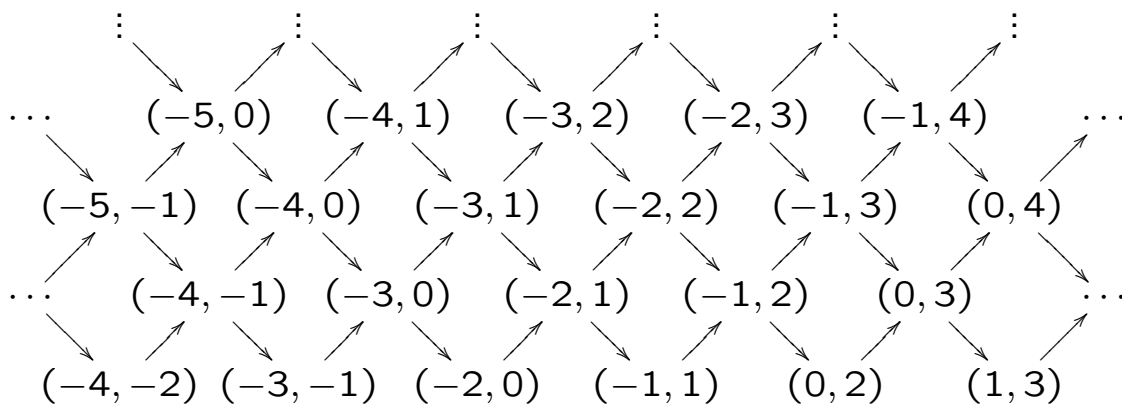 ⋮ ⋮ ⋮ ⋮ ⋮ ⋮
⋯ (−5, 0) (−4, 1) (−3, 2) (−2, 3) (−1, 4) ⋯
(−5, −1) (−4, 0) (−3, 1) (−2, 2) (−1, 3) (0, 4)
⋯ (−4, −1) (−3, 0) (−2, 1) (−1, 2) (0, 3) ⋯
(−4, −2) (−3, −1) (−2, 0) (−1, 1) (0, 2) (1, 3)